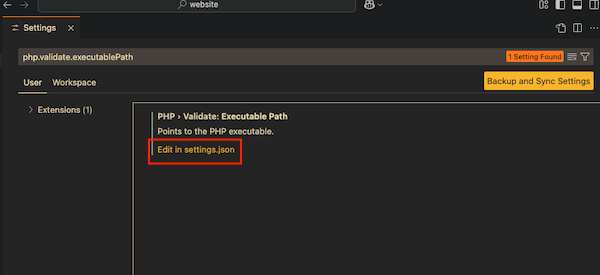 website
Settings
php.validate.executablePath
1 Setting Found
User
Workspace
Backup and Sync Settings
Extensions (1)
PHP › Validate: Executable Path
Points to the PHP executable.
Edit in settings.json